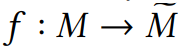 f : M → M̃